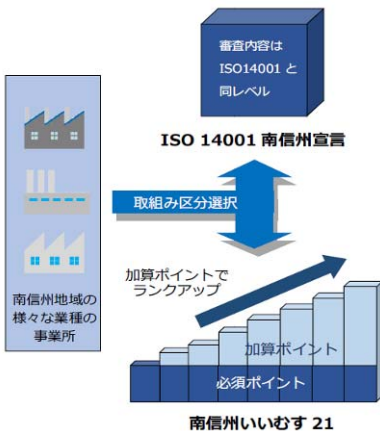 審査内容は
ISO14001 と
同レベル
ISO 14001 南信州宣言
取組み区分選択
南信州地域の
様々な業種の
事業所
加算ポイントで
ランクアップ
加算ポイント
必須ポイント
南信州いいむす 21